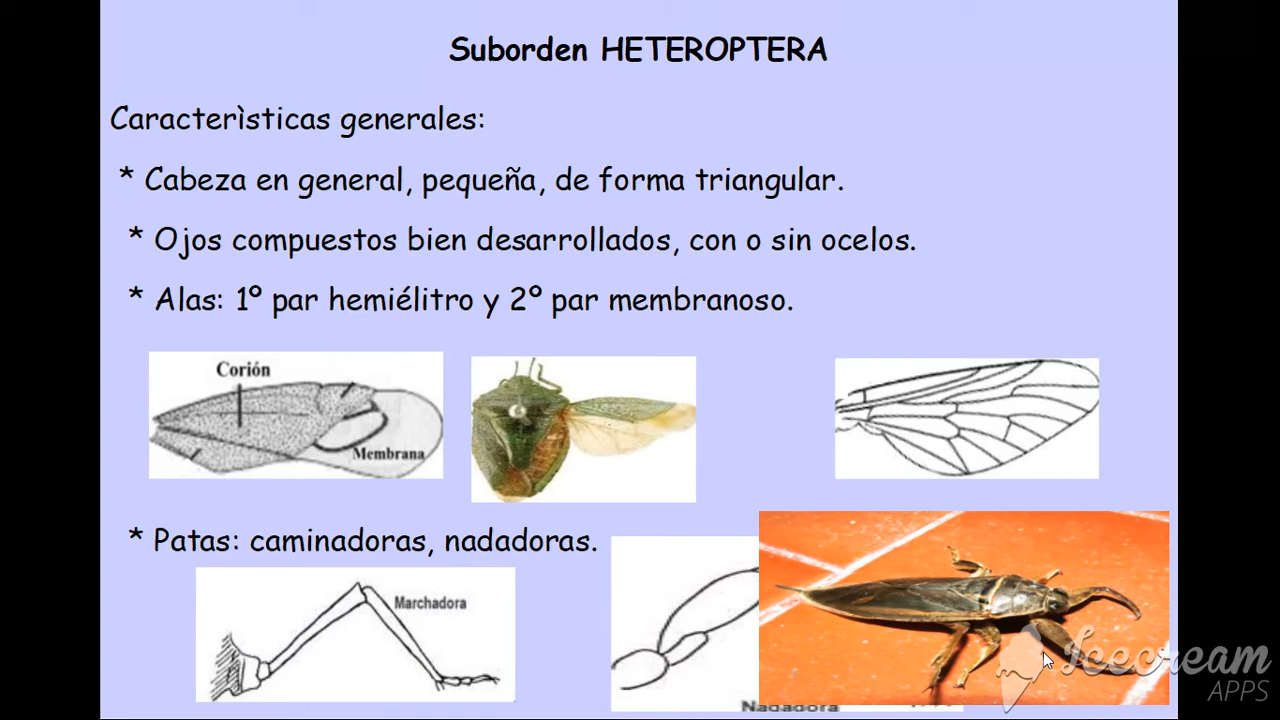 Suborden HETEROPTERA
Caracterìsticas generales:
* Cabeza en general, pequeña, de forma triangular.
* Ojos compuestos bien desarrollados, con o sin ocelos.
* Alas: 1º par hemiélitro y 2º par membranoso.
Corión
Membrana
* Patas: caminadoras, nadadoras.
Marchadora
Nadadora
Icecream
APPS